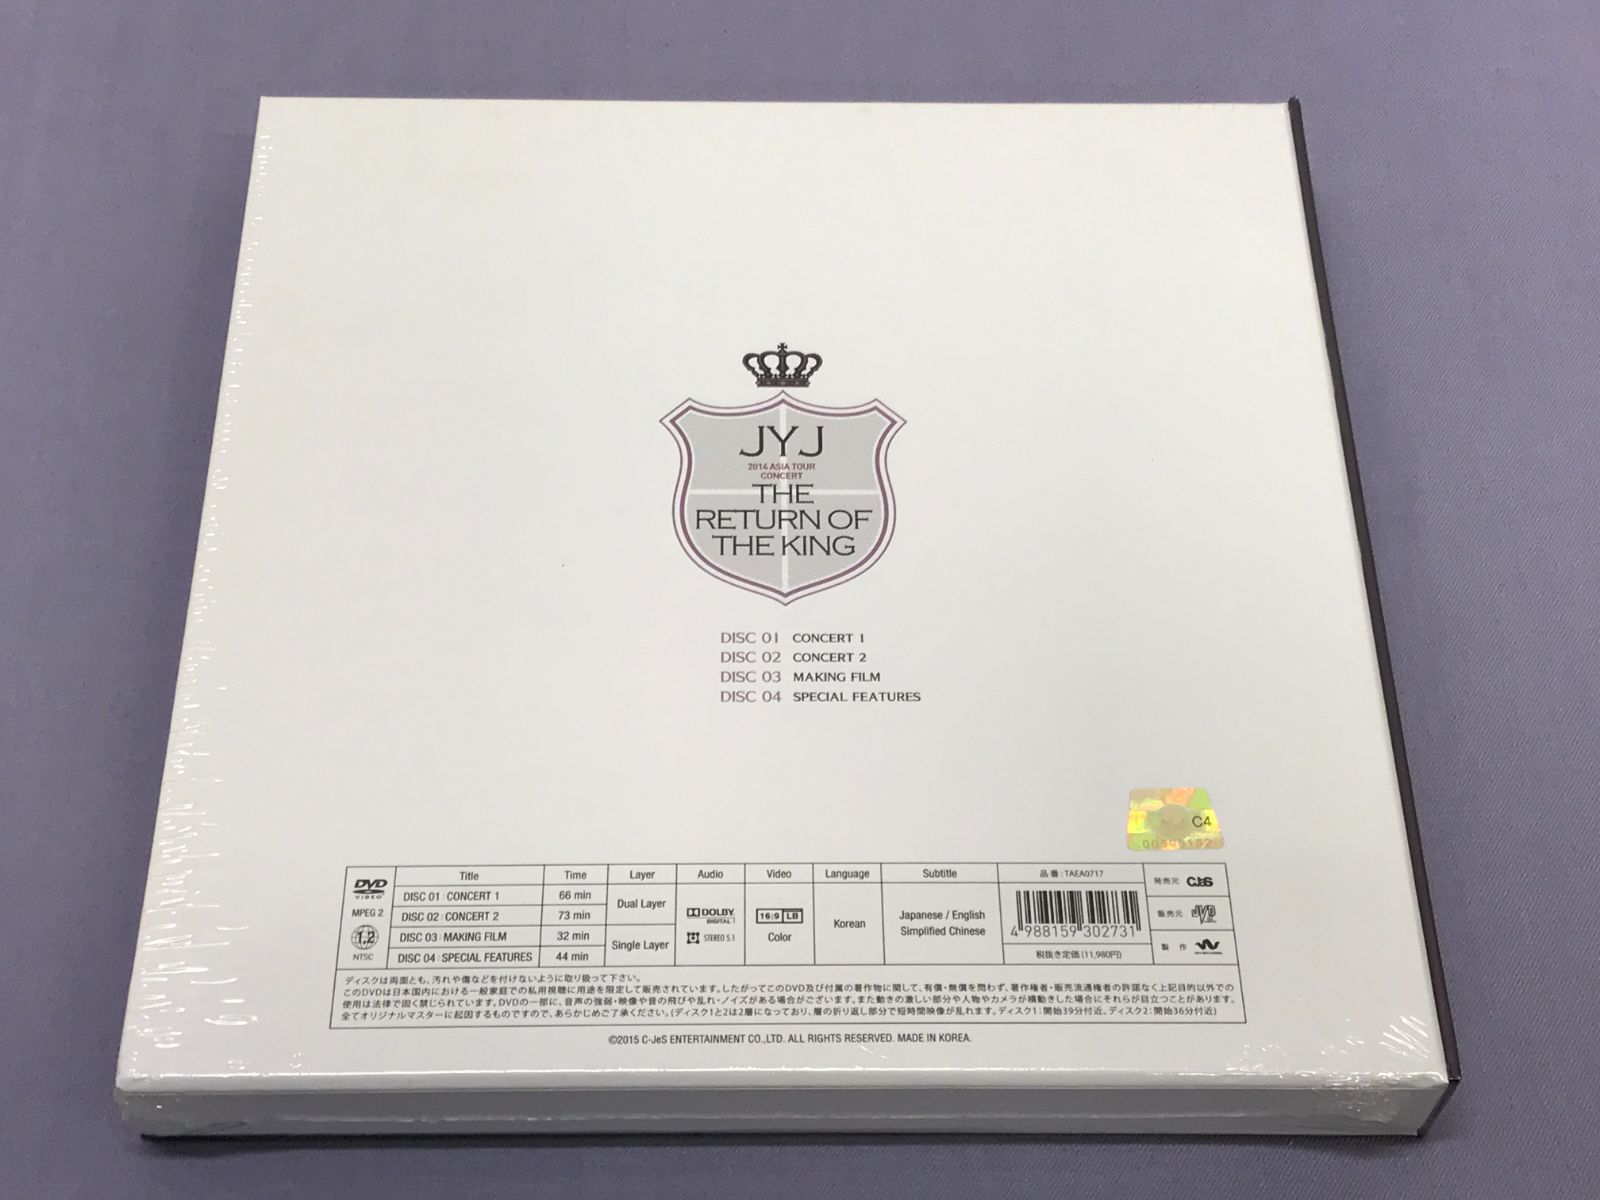 JYJ
2014 ASIA TOUR
CONCERT
THE
RETURN OF
THE KING
DISC 01 CONCERT 1
DISC 02 CONCERT 2
DISC 03 MAKING FILM
DISC 04 SPECIAL FEATURES
C4
DVD
VIDEO
MPEG 2
1.2
NTSC
Title Time Layer Audio Video Language Subtitle
DISC 01 : CONCERT 1 66 min
DISC 02 : CONCERT 2 73 min
Dual Layer
DISC 03 : MAKING FILM 32 min
DISC 04 : SPECIAL FEATURES 44 min
Single Layer
DOLBY
DIGITAL
STEREO 5.1
16:9 LB
Color
Korean
Japanese / English
Simplified Chinese
品番:TAEA0717
4 988159 302731
税抜き定価(11,980円)
発売元 CJeS
販売元
製作
ディスクは両面とも、汚れや傷などを付けないように取り扱って下さい。
このDVDは日本国内における一般家庭での私用視聴に用途を限定して販売されています。したがってこのDVD及び付属の著作物に関して、有償・無償を問わず、著作権者・販売流通権者の許諾なく上記目的以外での
使用は法律で固く禁じられています。DVDの一部に、音声の強弱・映像や音の飛びや乱れ・ノイズがある場合がございます。また動きの激しい部分や人物やカメラが横動きした場合にそれらが目立つことがあります。
全てオリジナルマスターに起因するものですので、あらかじめご了承ください。(ディスク1と2は2層になっており、層の折り返し部分で短時間映像が乱れます。ディスク1:開始39分付近、ディスク2:開始36分付近)
©2015 C-JeS ENTERTAINMENT CO.,LTD. ALL RIGHTS RESERVED. MADE IN KOREA.